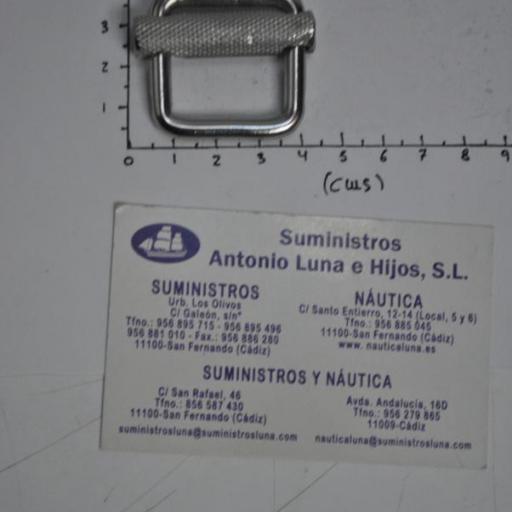 3
2
1
0 1 2 3 4 5 6 7 8 9
(cms)
Suministros
Antonio Luna e Hijos, S.L.
SUMINISTROS
Urb. Los Olivos
C/ Galeón, s/nº
Tfno.: 956 895 715 - 956 895 496
956 881 010 - Fax.: 956 886 280
11100-San Fernando (Cádiz)
NÁUTICA
C/ Santo Entierro, 12-14 (Local, 5 y 6)
Tfno.: 956 885 045
11100-San Fernando (Cádiz)
www. nauticaluna.es
SUMINISTROS Y NÁUTICA
C/ San Rafael, 46
Tfno.: 856 587 430
11100-San Fernando (Cádiz)
suministrosluna@suministrosluna.com
Avda. Andalucía, 16D
Tfno.: 956 279 865
11009-Cádiz
nauticaluna@suministrosluna.com